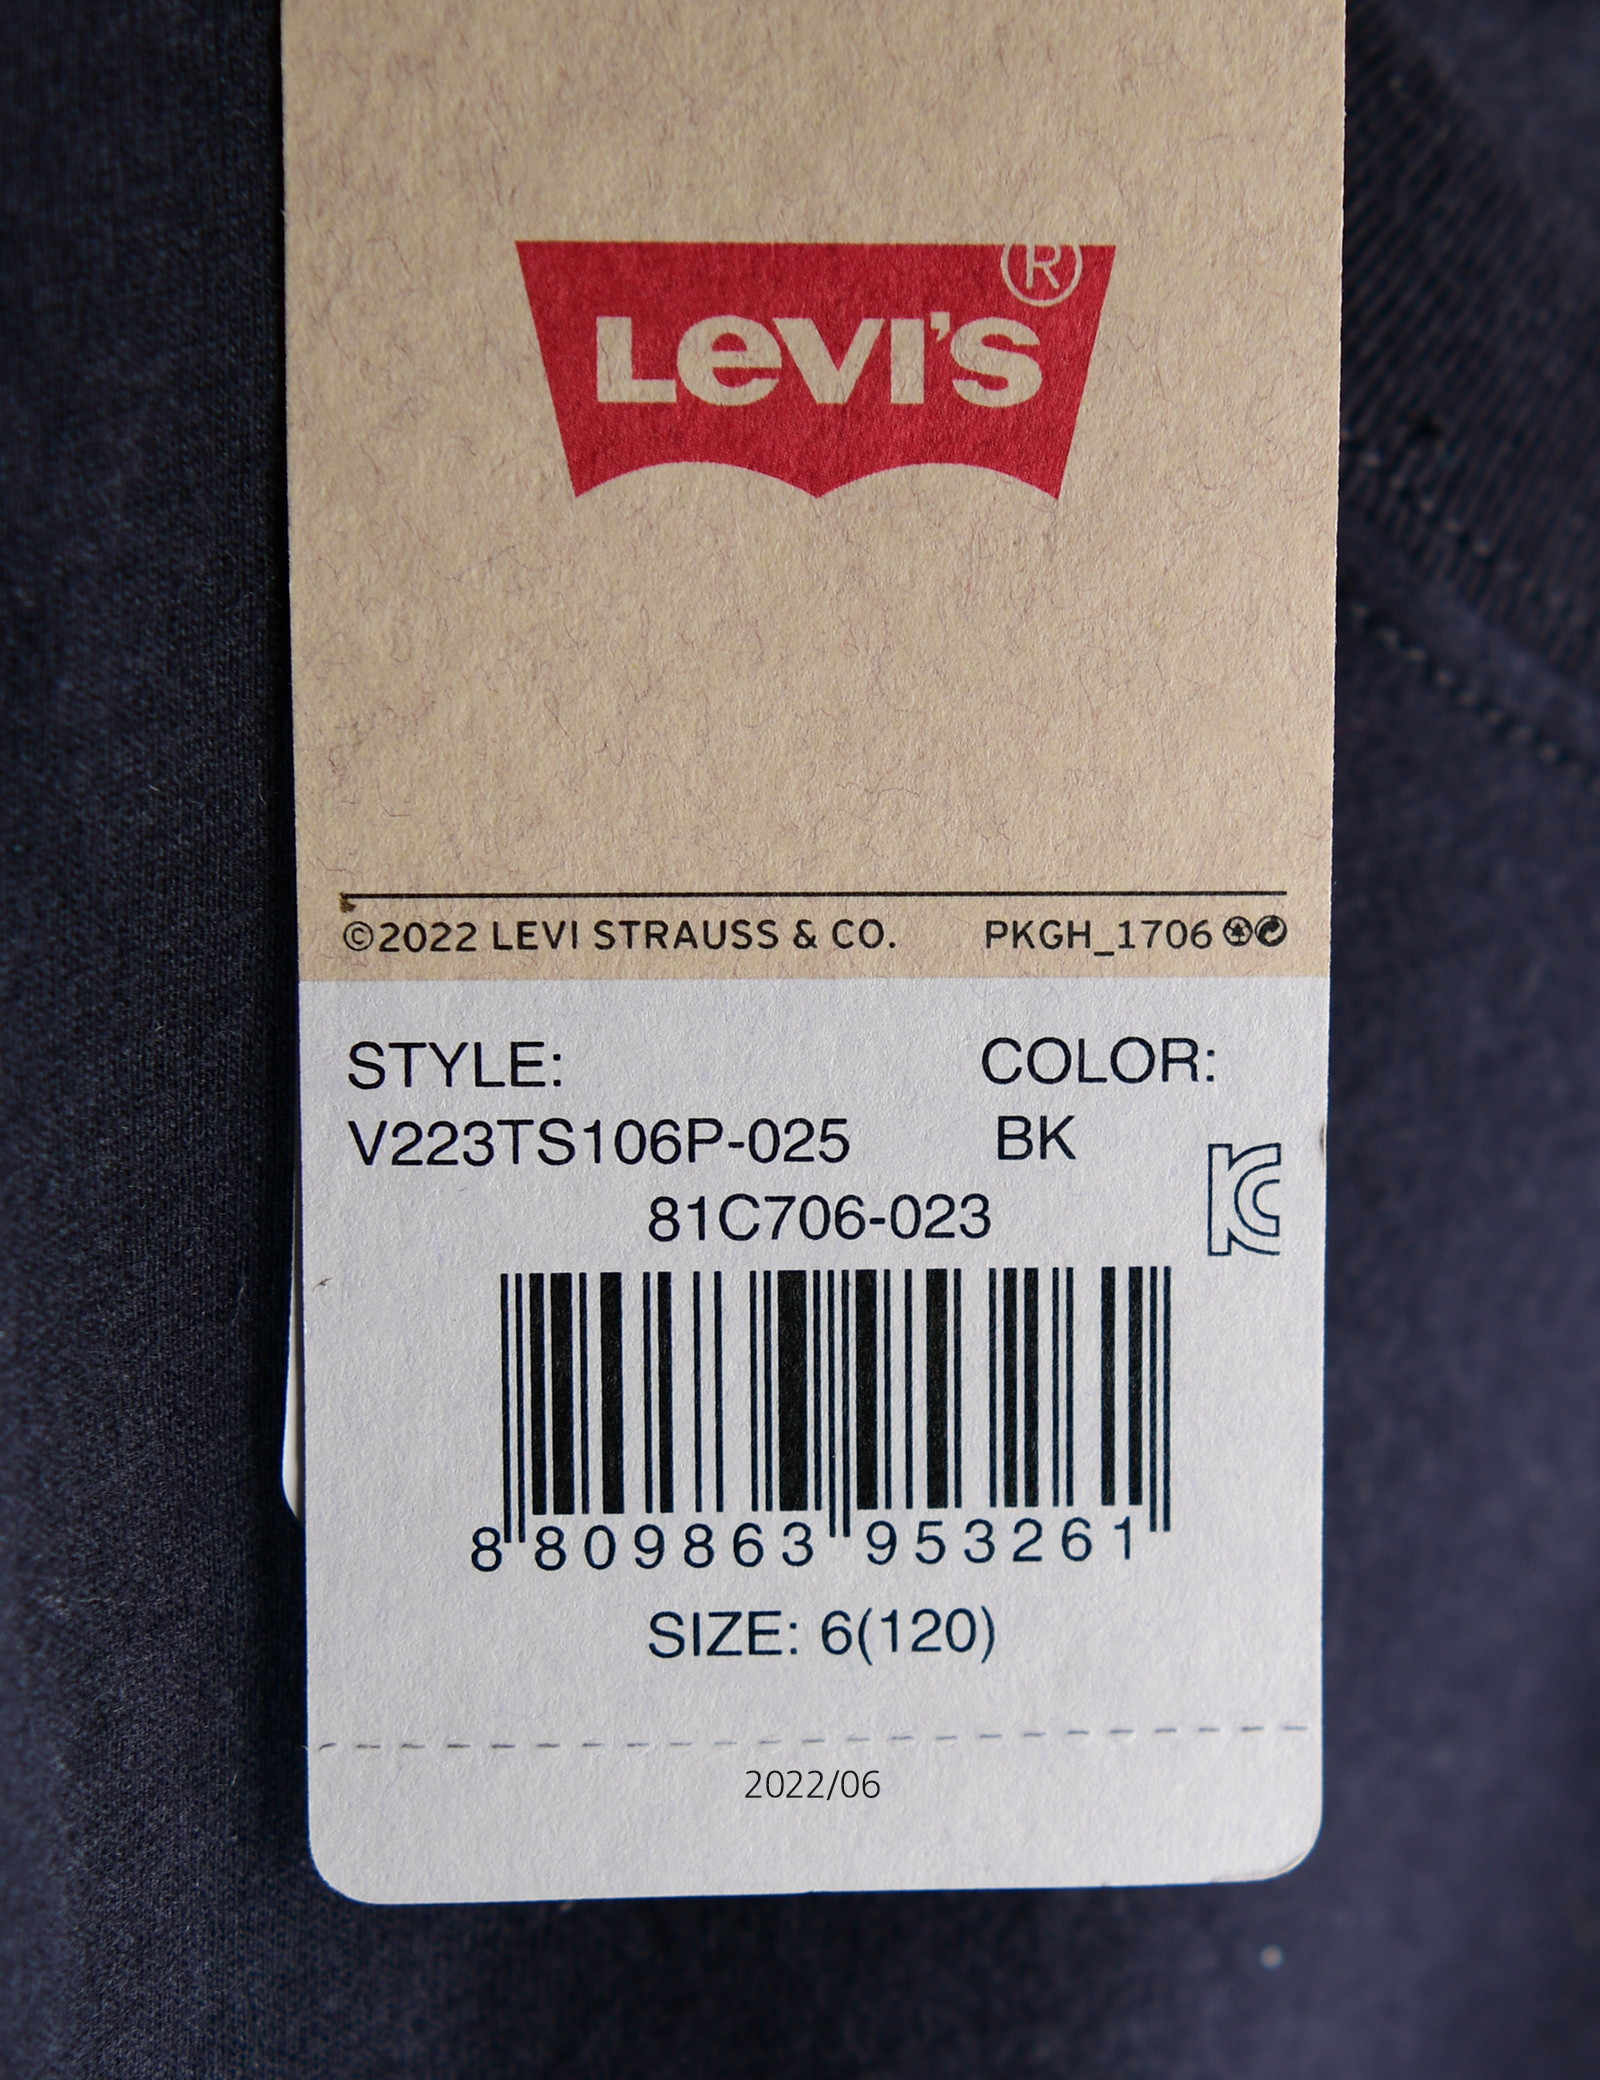 LEVI'S®
©2022 LEVI STRAUSS & CO. PKGH_1706
STYLE: COLOR:
V223TS106P-025 BK
81C706-023
8 809863 953261
SIZE: 6(120)
2022/06